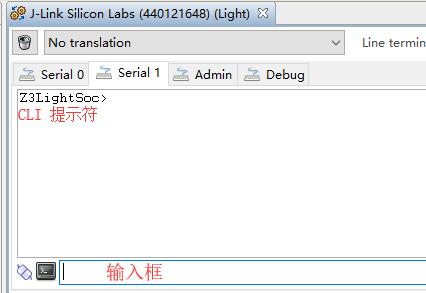 J-Link Silicon Labs (440121648) (Light)
No translation
Line termin
Serial 0
Serial 1
Admin
Debug
Z3LightSoc>
CLI 提示符
输入框